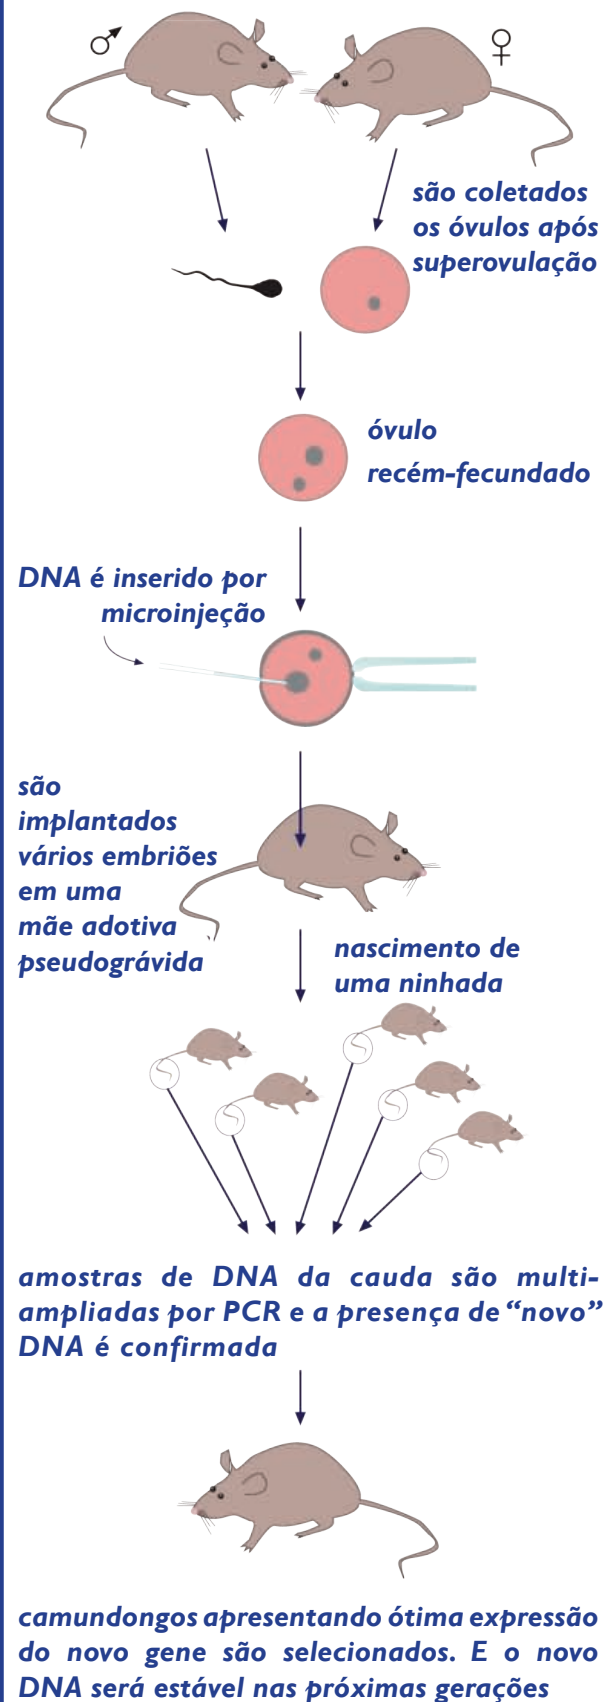 ♂
♀
são coletados
os óvulos após
superovulação
óvulo
recém-fecundado
DNA é inserido por
microinjeção
são
implantados
vários embriões
em uma
mãe adotiva
pseudográvida
nascimento de
uma ninhada
amostras de DNA da cauda são multi-
ampliadas por PCR e a presença de “novo”
DNA é confirmada
camundongos apresentando ótima expressão
do novo gene são selecionados. E o novo
DNA será estável nas próximas gerações